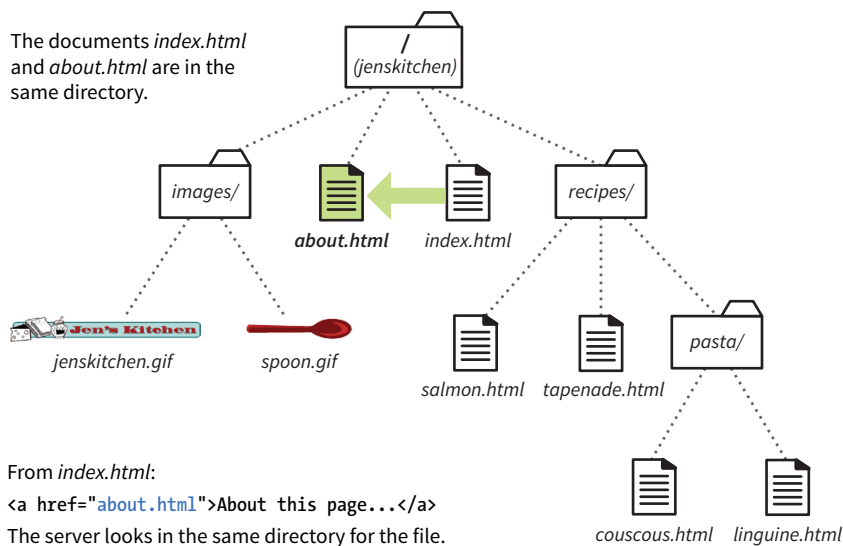 The documents index.html
and about.html are in the
same directory.
/
(jenskitchen)
images/
about.html
index.html
recipes/
Jen's Kitchen
jenskitchen.gif
spoon.gif
salmon.html
tapenade.html
pasta/
couscous.html
linguine.html
From index.html:
<a href="about.html">About this page...</a>
The server looks in the same directory for the file.